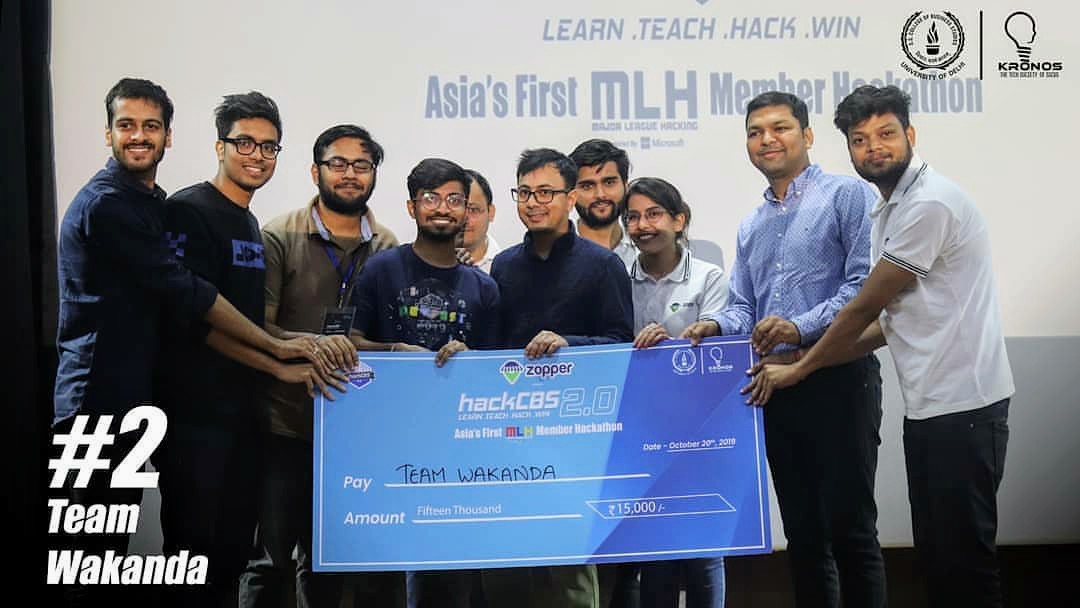 LEARN .TEACH .HACK .WIN
Asia's First MLH Member Hackathon
MAJOR LEAGUE HACKING
Microsoft
UNIVERSITY OF DELHI
KRONOS
THE TECH SOCIETY OF SSCBS
zapper
hackCBS 2.0
LEARN .TEACH .HACK .WIN
Asia's First MLH Member Hackathon
KRONOS
Date - October 20th, 2019
Pay TEAM WAKANDA
Amount Fifteen Thousand
₹15,000 /-
#2
Team
Wakanda